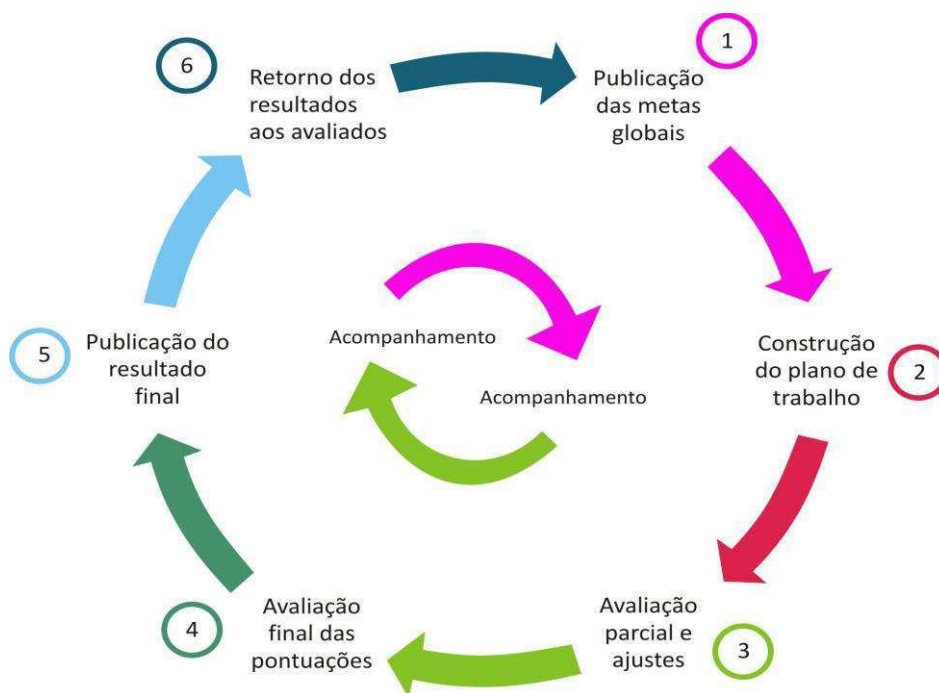 1
Publicação
das metas
globais
Construção
do plano de
trabalho
2
Avaliação
parcial e
ajustes
3
4
Avaliação
final das
pontuações
5
Publicação do
resultado
final
6
Retorno dos
resultados
aos avaliados
Acompanhamento
Acompanhamento